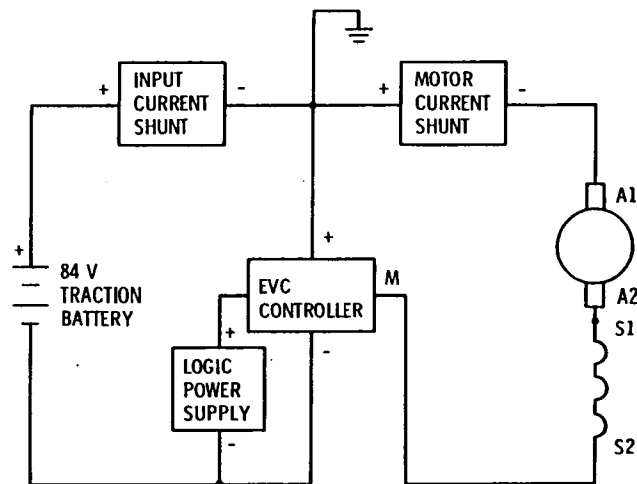 +
INPUT
CURRENT
SHUNT
-
+
MOTOR
CURRENT
SHUNT
-
A1
A2
S1
S2
+
84 V
TRACTION
BATTERY
+
EVC
CONTROLLER
M
-
+
LOGIC
POWER
SUPPLY
-